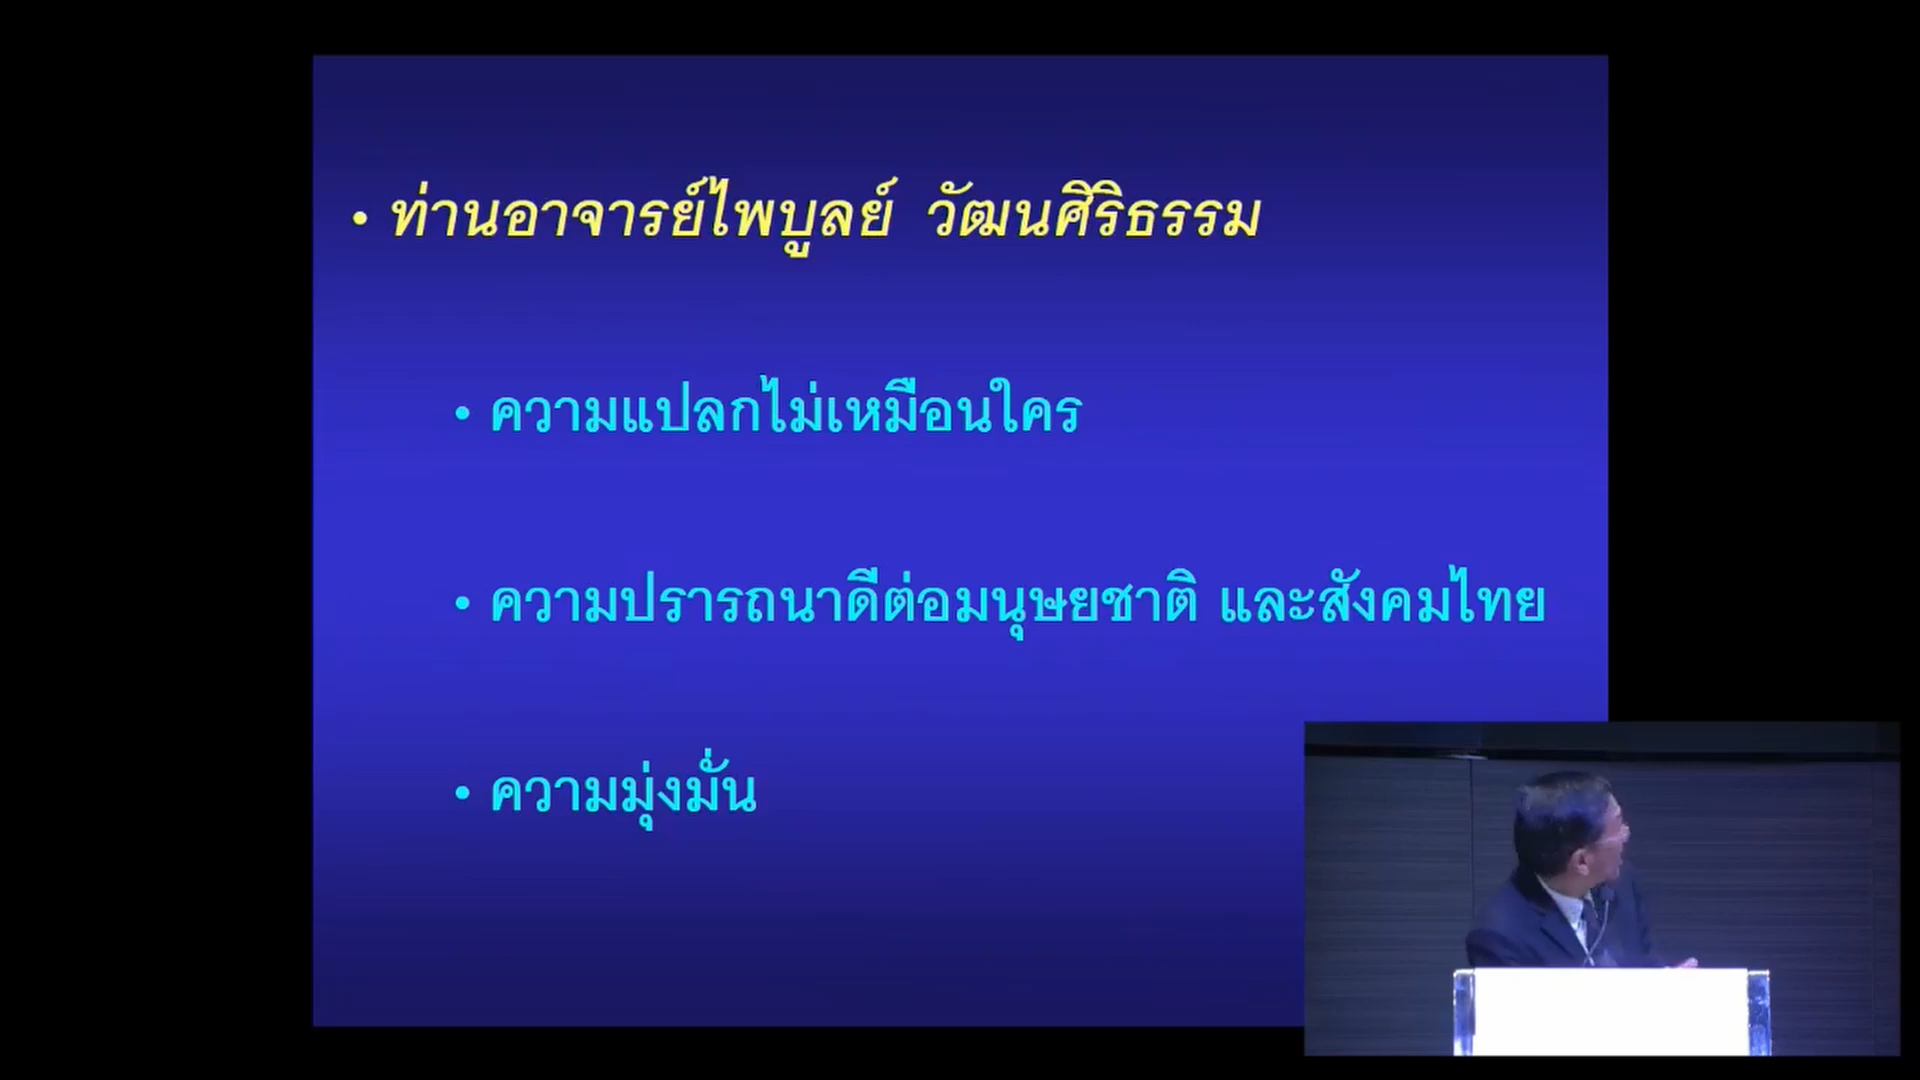 • ท่านอาจารย์ไพบูลย์ วัฒนศิริธรรม
• ความแปลกไม่เหมือนใคร
• ความปรารถนาดีต่อมนุษยชาติ และสังคมไทย
• ความมุ่งมั่น